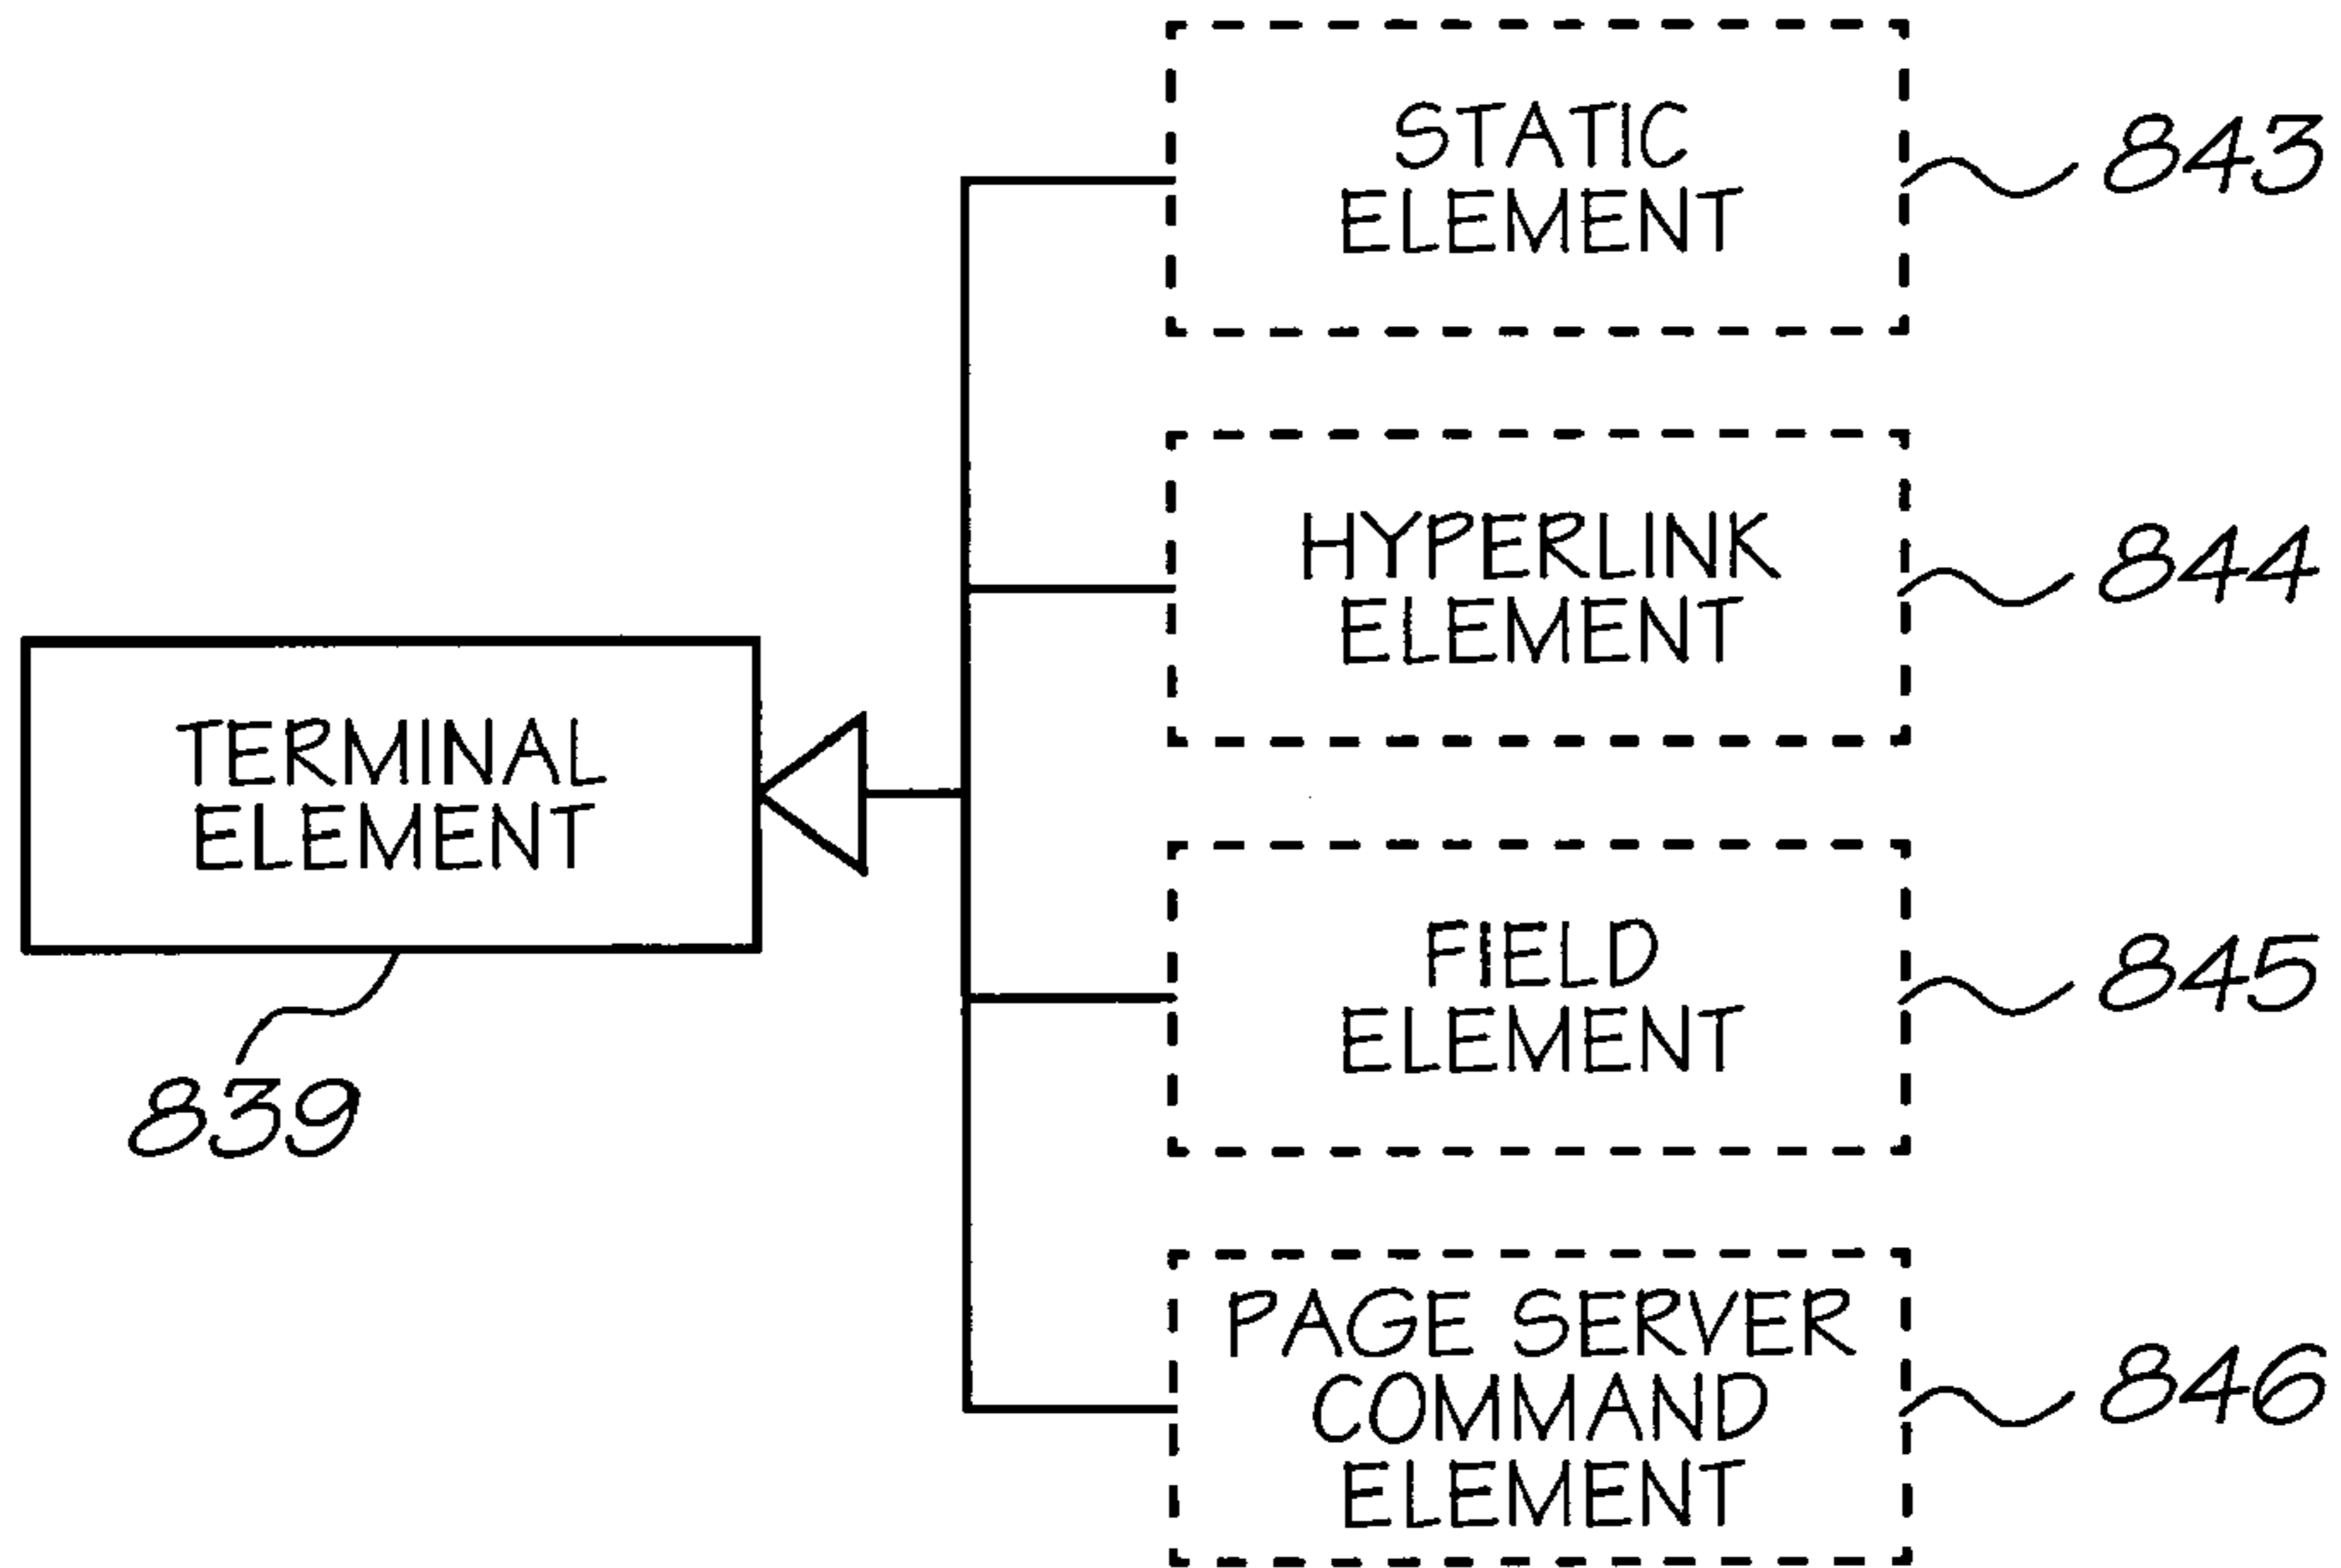 STATIC
ELEMENT
843
HYPERLINK
ELEMENT
844
TERMINAL
ELEMENT
839
FIELD
ELEMENT
845
PAGE SERVER
COMMAND
ELEMENT
846